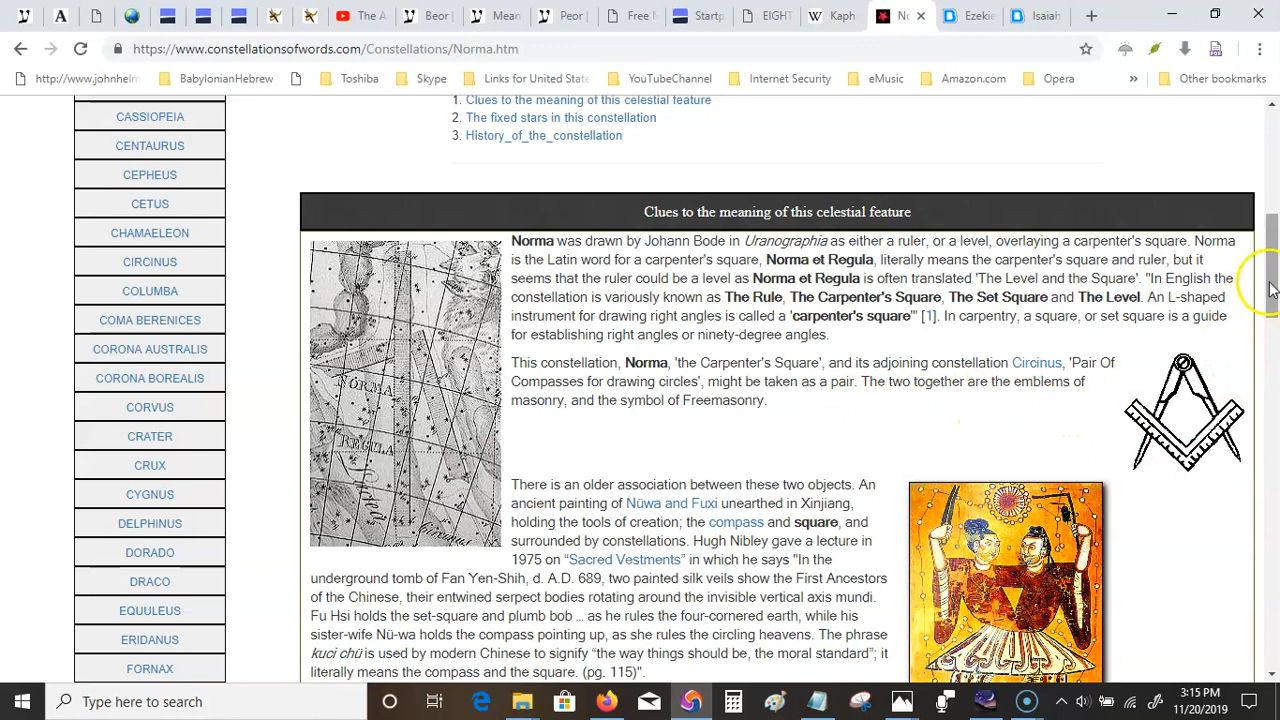 The A
Beor |
Mean
Peor |
Free M
Startp
EIGHT
Kaph
No
Ezekie
Isaiah
https://www.constellationsofwords.com/Constellations/Norma.htm
http://www.johnhelm
BabylonianHebrew
Toshiba
Skype
Links for United State
YouTubeChannel
Internet Security
eMusic
Amazon.com
Opera
Other bookmarks
CASSIOPEIA
CENTAURUS
CEPHEUS
CETUS
CHAMAELEON
CIRCINUS
COLUMBA
COMA BERENICES
CORONA AUSTRALIS
CORONA BOREALIS
CORVUS
CRATER
CRUX
CYGNUS
DELPHINUS
DORADO
DRACO
EQUULEUS
ERIDANUS
FORNAX
1. Clues to the meaning of this celestial feature
2. The fixed stars in this constellation
3. History_of_the_constellation
Clues to the meaning of this celestial feature
Norma was drawn by Johann Bode in Uranographia as either a ruler, or a level, overlaying a carpenter's square. Norma
is the Latin word for a carpenter's square, Norma et Regula, literally means the carpenter's square and ruler, but it
seems that the ruler could be a level as Norma et Regula is often translated 'The Level and the Square'. "In English the
constellation is variously known as The Rule, The Carpenter's Square, The Set Square and The Level. An L-shaped
instrument for drawing right angles is called a 'carpenter's square'" [1]. In carpentry, a square, or set square is a guide
for establishing right angles or ninety-degree angles.
This constellation, Norma, 'the Carpenter's Square', and its adjoining constellation Circinus, 'Pair Of
Compasses for drawing circles', might be taken as a pair. The two together are the emblems of
masonry, and the symbol of Freemasonry.
NORMA
REGULA
There is an older association between these two objects. An
ancient painting of Nüwa and Fuxi unearthed in Xinjiang,
holding the tools of creation; the compass and square, and
surrounded by constellations. Hugh Nibley gave a lecture in
1975 on “Sacred Vestments” in which he says "In the
underground tomb of Fan Yen-Shih, d. A.D. 689, two painted silk veils show the First Ancestors
of the Chinese, their entwined serpect bodies rotating around the invisible vertical axis mundi.
Fu Hsi holds the set-square and plumb bob ... as he rules the four-cornered earth, while his
sister-wife Nü-wa holds the compass pointing up, as she rules the circling heavens. The phrase
kuci chü is used by modern Chinese to signify “the way things should be, the moral standard”; it
literally means the compass and the square. (pg. 115)".
Type here to search
3:15 PM
11/20/2019